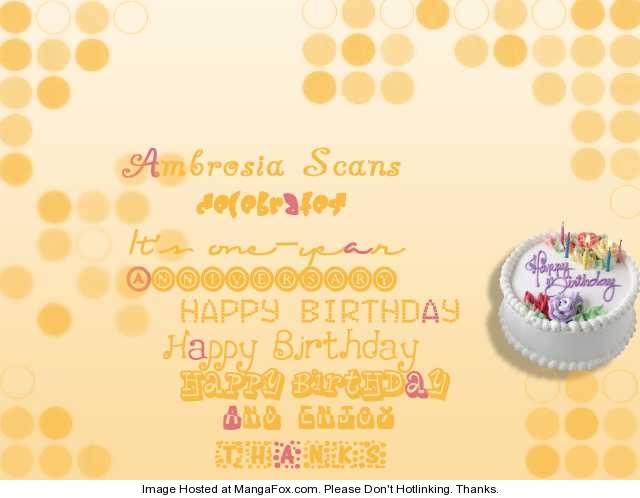 Ambrosia Scans
celebrates
It's one-year
ANNIVERSARY
HAPPY BIRTHDAY
Happy Birthday
HAPPY BirTHDaY
AND ENJOY
THANKS
Happy
Birthday
Image Hosted at MangaFox.com. Please Don't Hotlinking. Thanks.